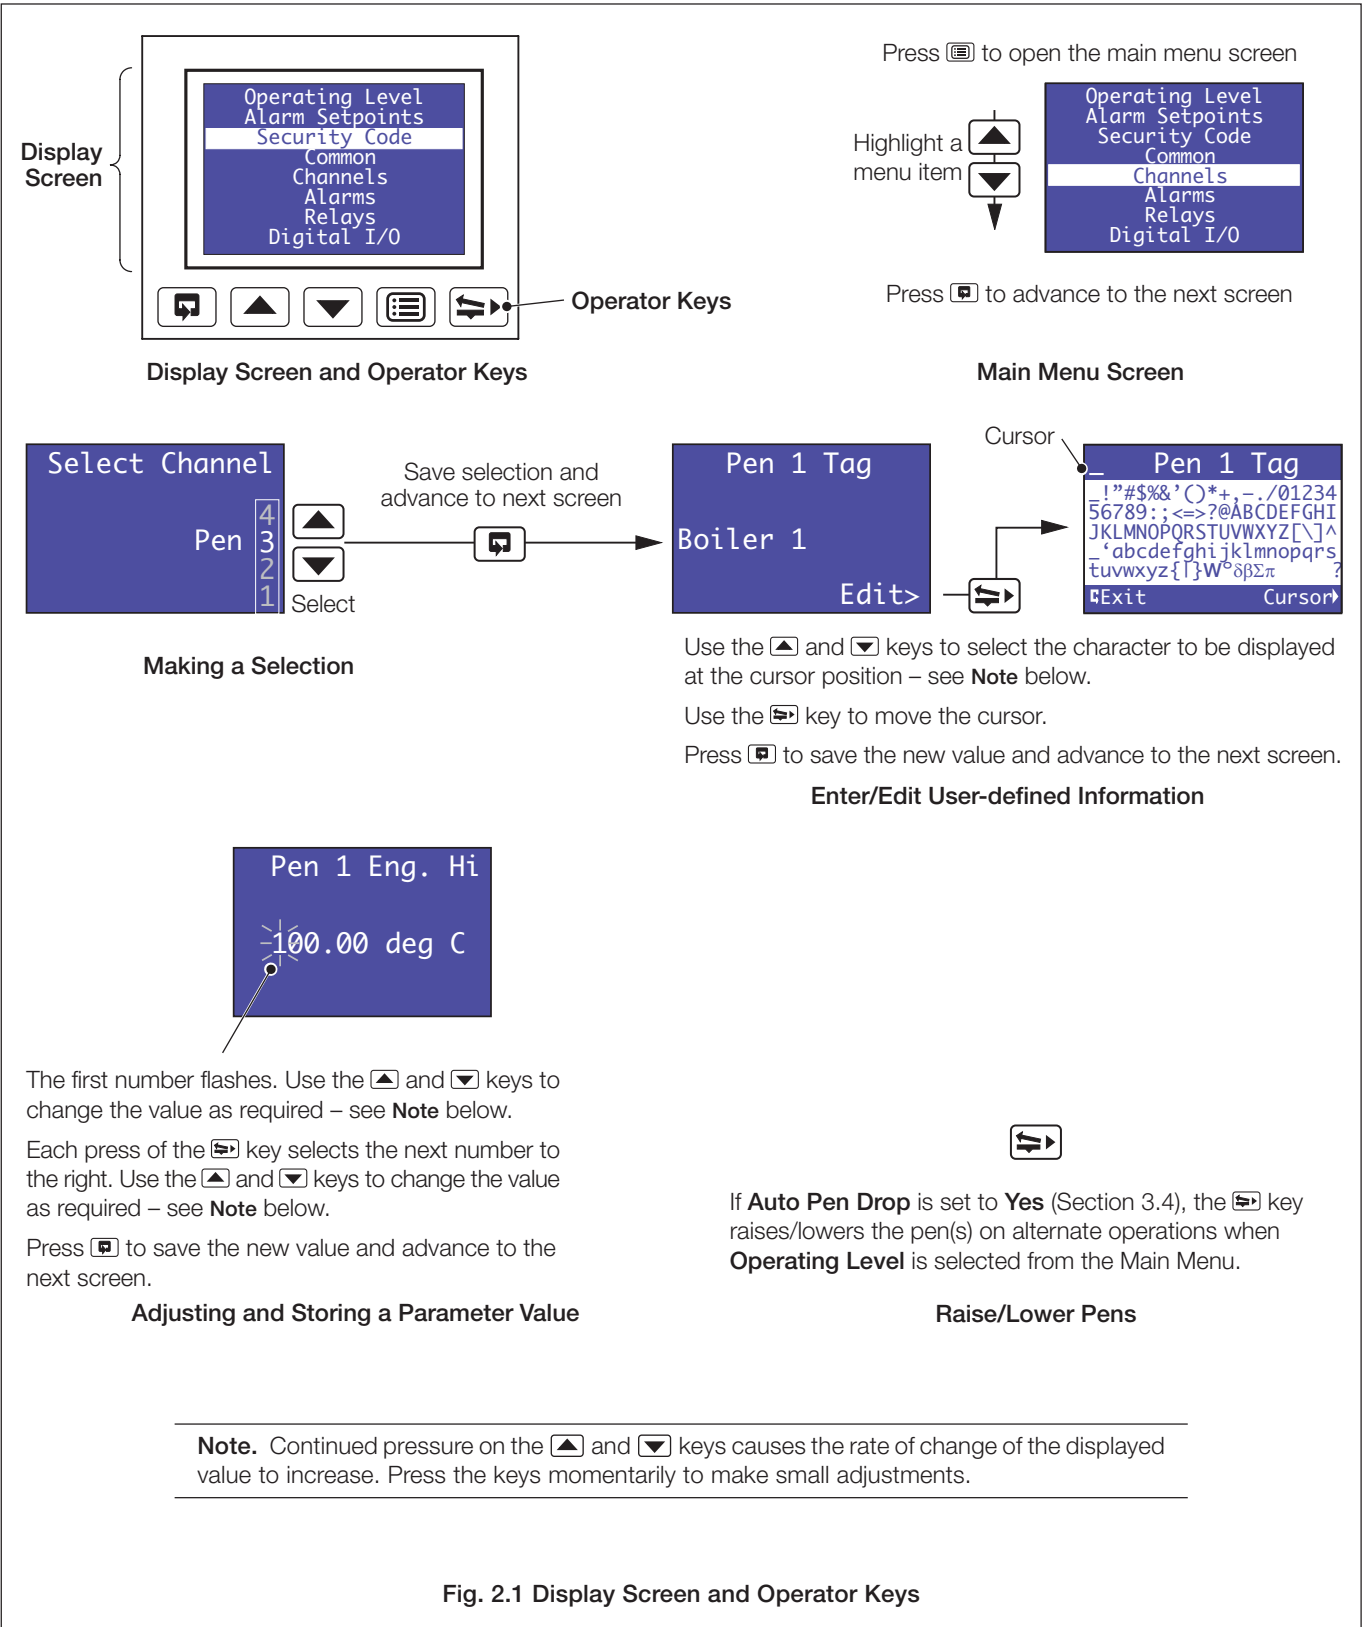 Operating Level
Alarm Setpoints
Security Code
Common
Channels
Alarms
Relays
Digital I/O
Display
Screen
Operator Keys
Display Screen and Operator Keys
Press to open the main menu screen
Highlight a
menu item
Operating Level
Alarm Setpoints
Security Code
Common
Channels
Alarms
Relays
Digital I/O
Press to advance to the next screen
Main Menu Screen
Select Channel
4
Pen 3
2
1
Select
Making a Selection
Save selection and
advance to next screen
Pen 1 Tag
Boiler 1
Edit>
Cursor
_ Pen 1 Tag
_!”#$%&’()*+,–./01234
56789:;<=>?@ABCDEFGHI
JKLMNOPQRSTUVWXYZ[\]^
_‘abcdefghijklmnopqrs
tuvwxyz{|}W°δβΣπ ?
Exit Cursor
Use the and keys to select the character to be displayed
at the cursor position – see Note below.
Use the key to move the cursor.
Press to save the new value and advance to the next screen.
Enter/Edit User-defined Information
Pen 1 Eng. Hi
100.00 deg C
The first number flashes. Use the and keys to
change the value as required – see Note below.
Each press of the key selects the next number to
the right. Use the and keys to change the value
as required – see Note below.
Press to save the new value and advance to the
next screen.
Adjusting and Storing a Parameter Value
If Auto Pen Drop is set to Yes (Section 3.4), the key
raises/lowers the pen(s) on alternate operations when
Operating Level is selected from the Main Menu.
Raise/Lower Pens
Note. Continued pressure on the and keys causes the rate of change of the displayed
value to increase. Press the keys momentarily to make small adjustments.
Fig. 2.1 Display Screen and Operator Keys